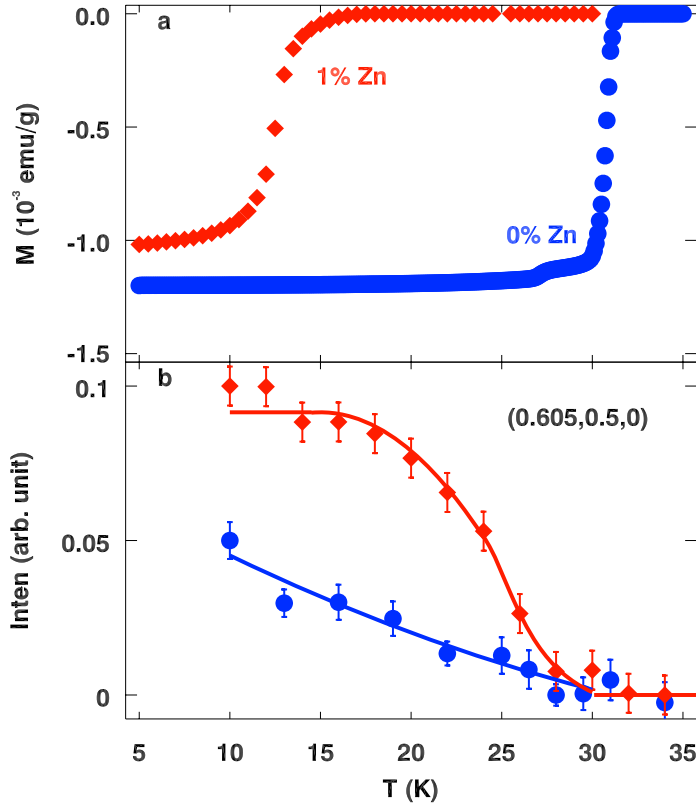 a
0.0
-0.5
-1.0
-1.5
M (10⁻³ emu/g)
1% Zn
0% Zn
b
(0.605,0.5,0)
0.1
0.05
0
Inten (arb. unit)
5 10 15 20 25 30 35
T (K)